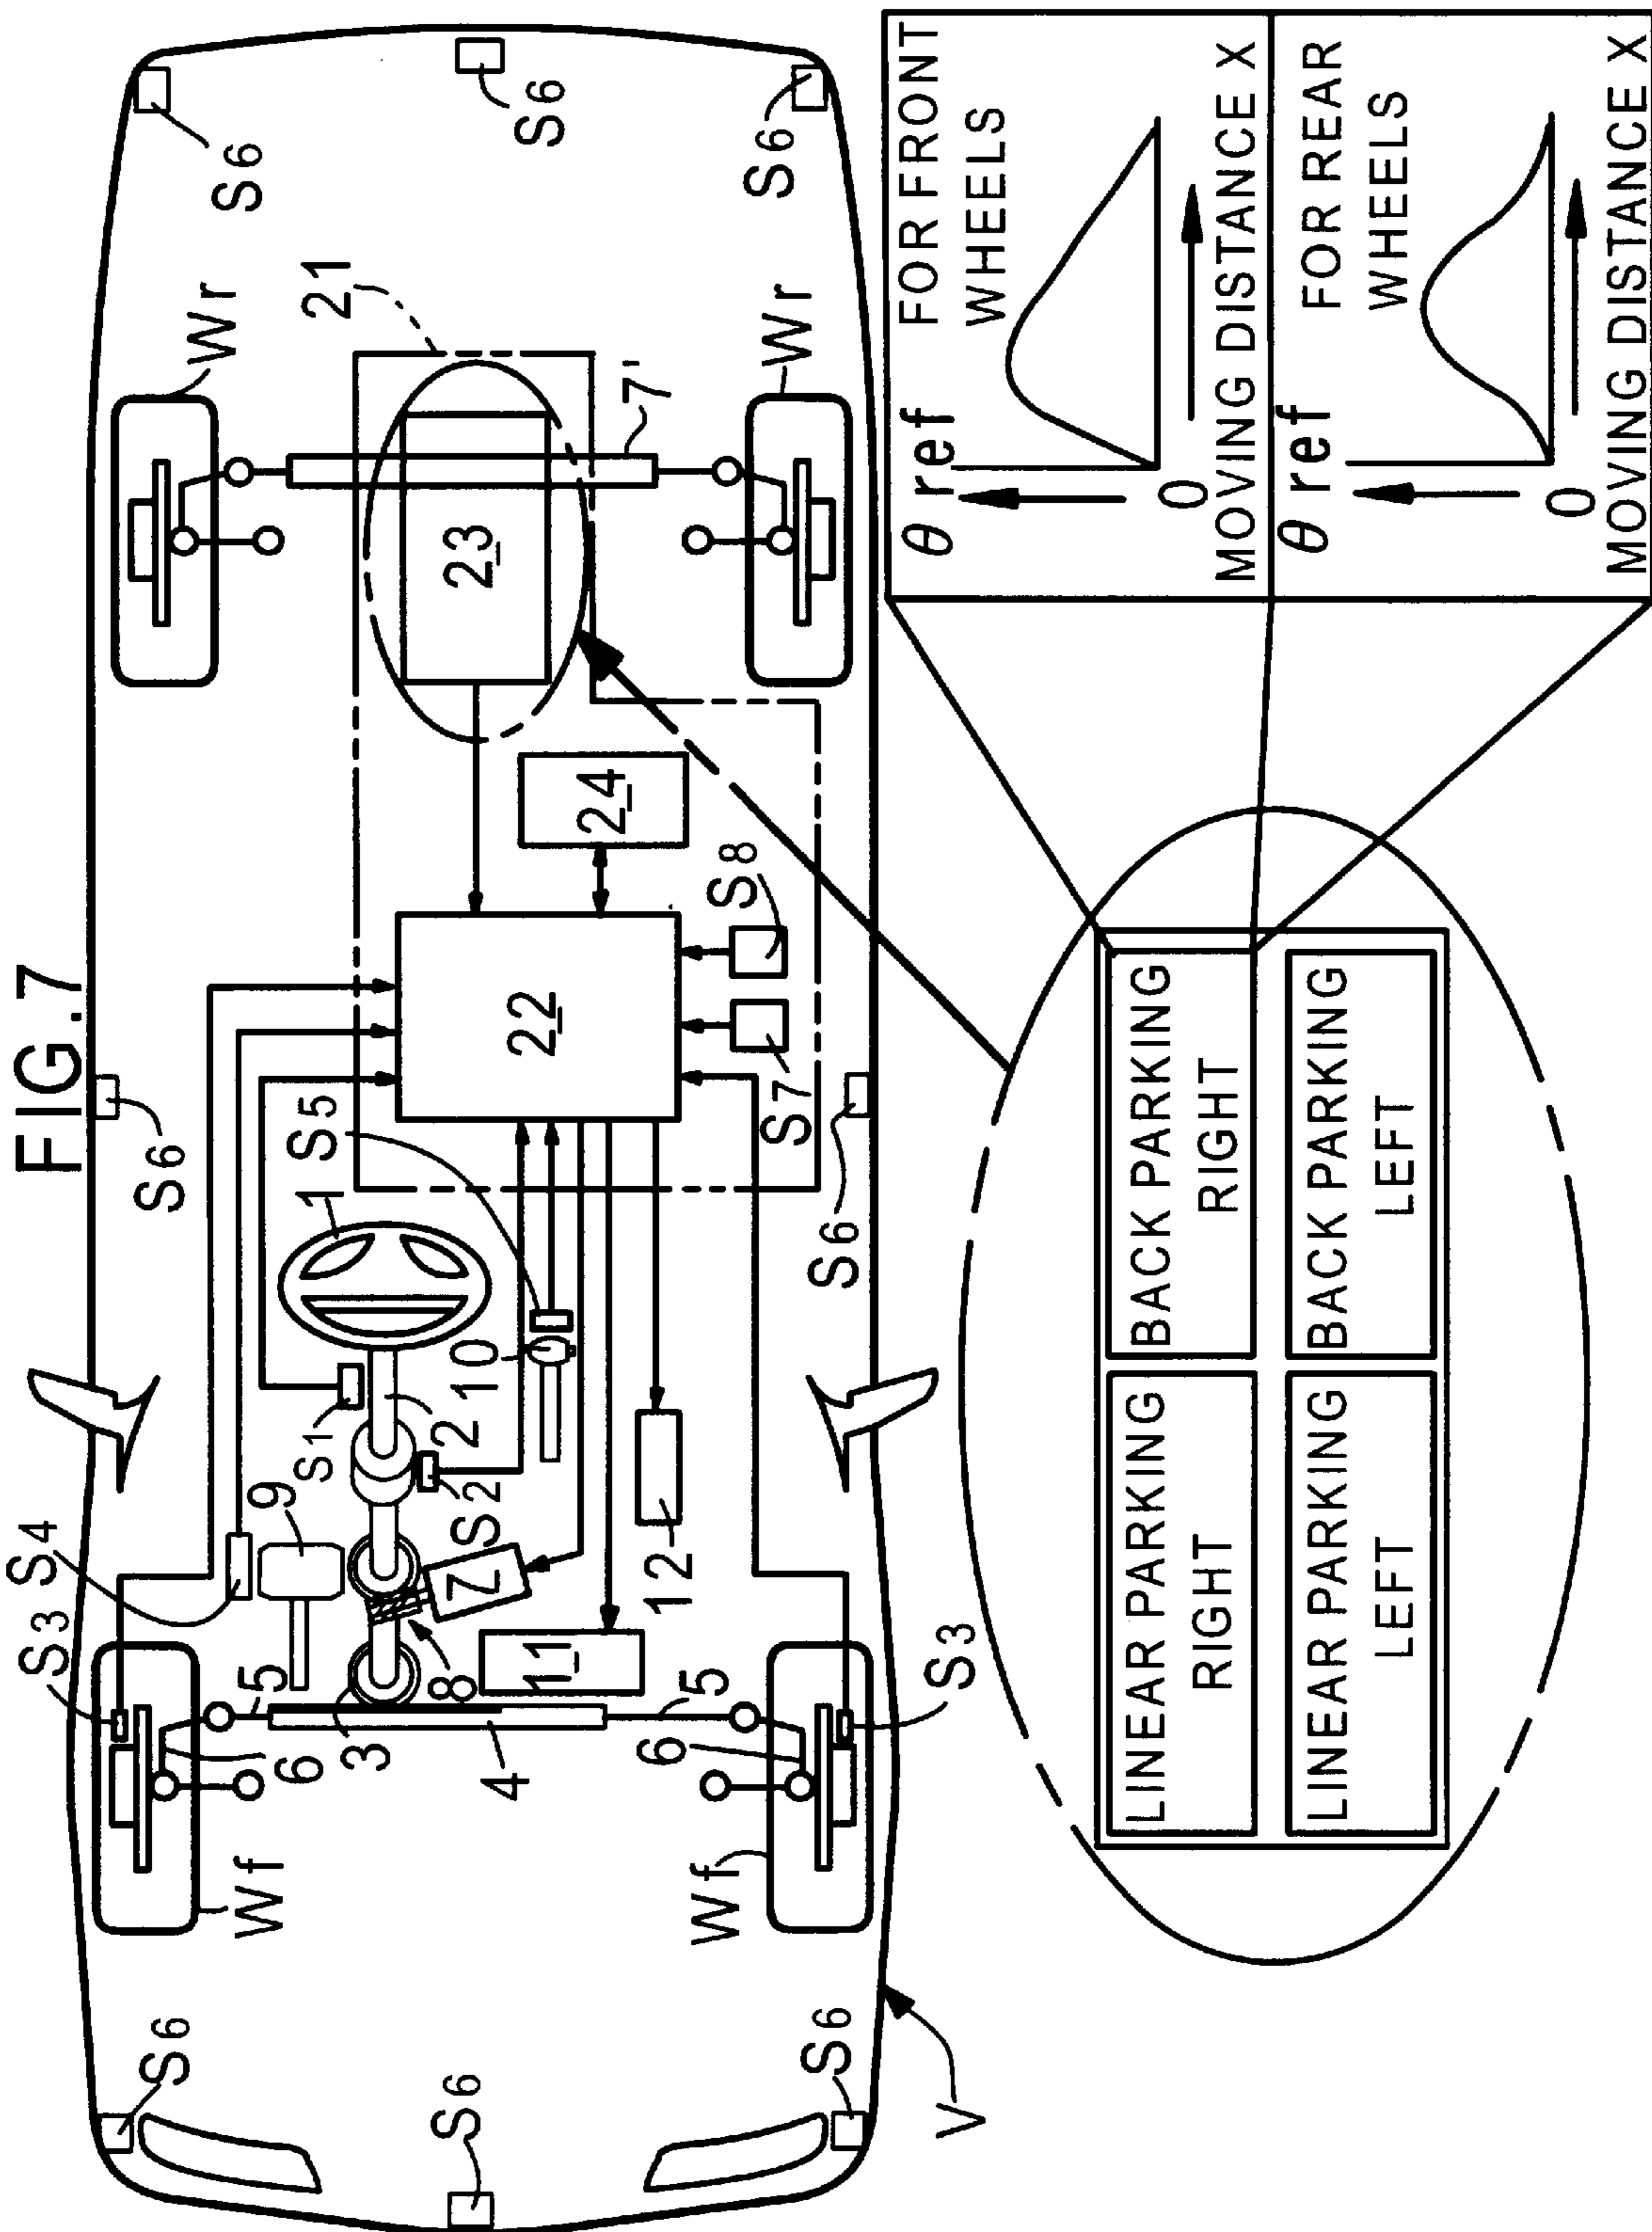 FIG.7
S6
S6
S6
S4
S3
Wf
6
5
9
3
S1
2
1
S6
S5
10
S2
7
8
11
12
4
5
6
Wf
S3
22
S7
S8
24
23
21
7'
Wr
Wr
S6
S6
S6
S6
V
LINEAR PARKING
RIGHT
BACK PARKING
RIGHT
LINEAR PARKING
LEFT
BACK PARKING
LEFT
θ ref
FOR FRONT
WHEELS
0
MOVING DISTANCE X
θ ref
FOR REAR
WHEELS
0
MOVING DISTANCE X